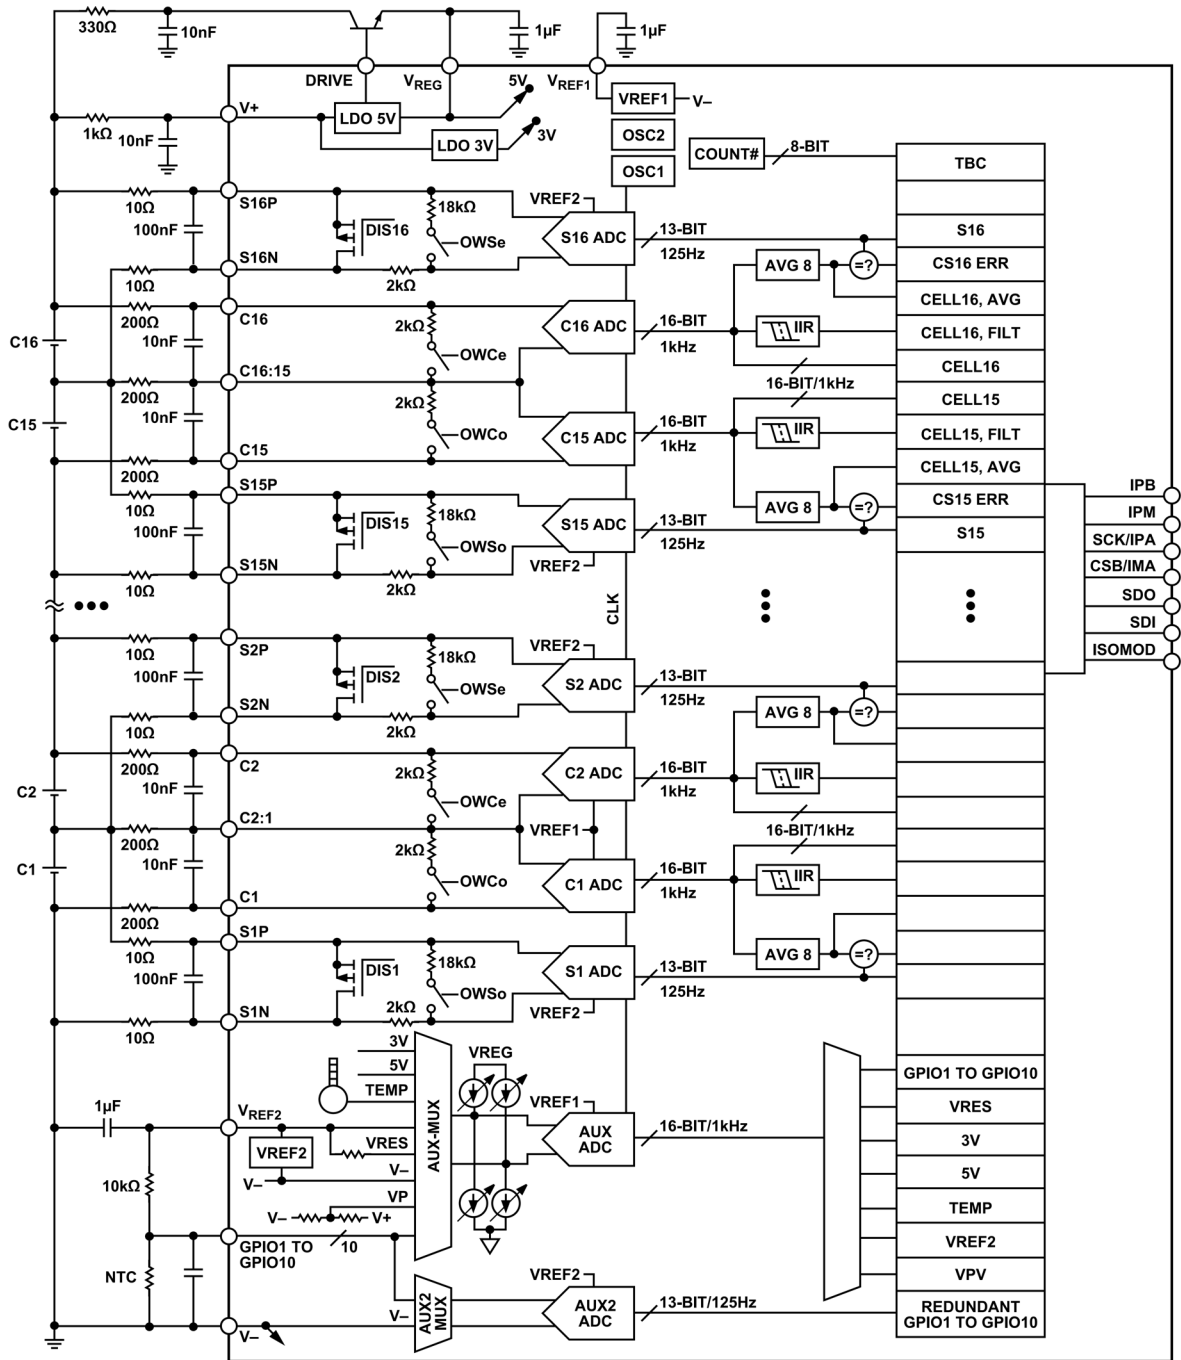 330Ω
10nF
1µF
1µF
DRIVE
VREG
5V
VREF1
VREF1
V–
V+
LDO 5V
3V
LDO 3V
1kΩ
10nF
OSC2
OSC1
COUNT#
8-BIT
TBC
10Ω
100nF
10Ω
S16P
S16N
DIS16
18kΩ
OWSe
2kΩ
VREF2
S16 ADC
13-BIT
125Hz
S16
AVG 8
=?
CS16 ERR
CELL16, AVG
200Ω
10nF
C16
C16
2kΩ
OWCe
C16 ADC
16-BIT
1kHz
IIR
CELL16, FILT
CELL16
16-BIT/1kHz
C16:15
200Ω
10nF
C15
2kΩ
OWCo
C15 ADC
16-BIT
1kHz
CELL15
IIR
CELL15, FILT
CELL15, AVG
C15
200Ω
10Ω
100nF
10Ω
S15P
S15N
DIS15
18kΩ
OWSo
2kΩ
S15 ADC
VREF2
13-BIT
125Hz
AVG 8
=?
CS15 ERR
S15
IPB
IPM
SCK/IPA
CSB/IMA
SDO
SDI
ISOMOD
CLK
10Ω
100nF
10Ω
S2P
S2N
DIS2
18kΩ
OWSe
2kΩ
VREF2
S2 ADC
13-BIT
125Hz
AVG 8
=?
200Ω
10nF
C2
C2
2kΩ
OWCe
C2 ADC
16-BIT
1kHz
IIR
16-BIT/1kHz
C2:1
VREF1
200Ω
10nF
C1
2kΩ
OWCo
C1 ADC
16-BIT
1kHz
IIR
C1
200Ω
10Ω
100nF
10Ω
S1P
S1N
DIS1
18kΩ
OWSo
2kΩ
S1 ADC
VREF2
13-BIT
125Hz
AVG 8
=?
3V
5V
TEMP
VREG
AUX-MUX
1µF
VREF2
VREF2
VRES
V–
V–
VP
V–
V+
VREF1
AUX
ADC
16-BIT/1kHz
10kΩ
NTC
GPIO1 TO
GPIO10
10
V–
V–
AUX2
MUX
VREF2
AUX2
ADC
13-BIT/125Hz
GPIO1 TO GPIO10
VRES
3V
5V
TEMP
VREF2
VPV
REDUNDANT
GPIO1 TO GPIO10